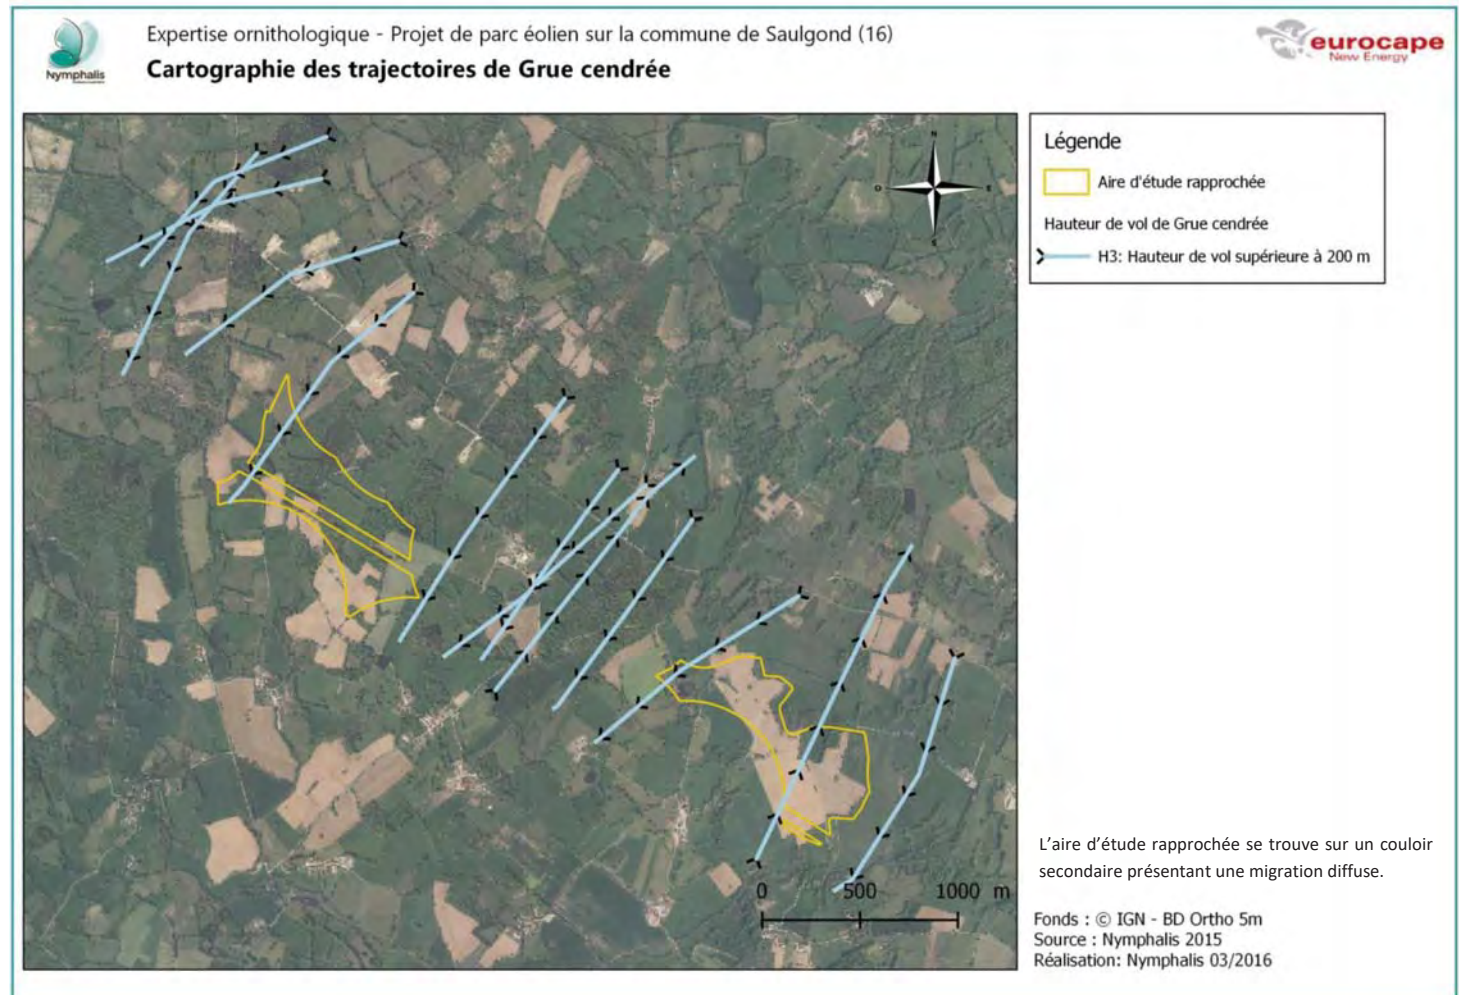 Expertise ornithologique - Projet de parc éolien sur la commune de Saulgond (16)
Cartographie des trajectoires de Grue cendrée
Nymphalis
eurocape
New Energy
Légende
Aire d'étude rapprochée
Hauteur de vol de Grue cendrée
H3: Hauteur de vol supérieure à 200 m
N
O
E
S
0 500 1000 m
L'aire d'étude rapprochée se trouve sur un couloir
secondaire présentant une migration diffuse.
Fonds : © IGN - BD Ortho 5m
Source : Nymphalis 2015
Réalisation: Nymphalis 03/2016